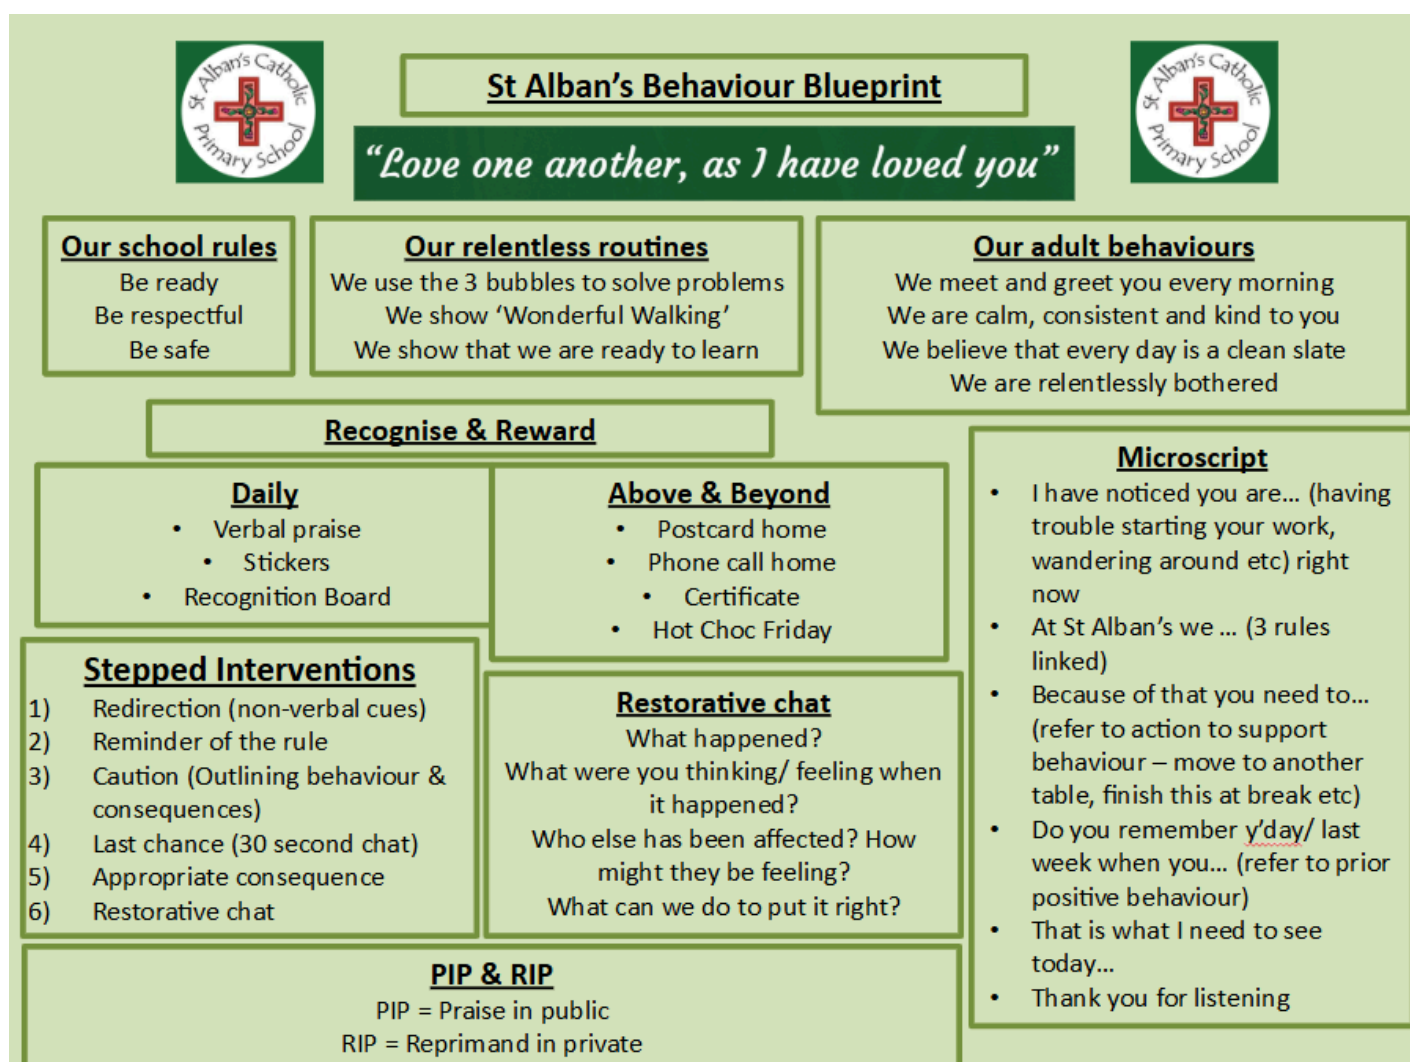 St Alban's Catholic
Primary School
St Alban's Behaviour Blueprint
St Alban's Catholic
Primary School
“Love one another, as I have loved you”
Our school rules
Be ready
Be respectful
Be safe
Our relentless routines
We use the 3 bubbles to solve problems
We show ‘Wonderful Walking’
We show that we are ready to learn
Our adult behaviours
We meet and greet you every morning
We are calm, consistent and kind to you
We believe that every day is a clean slate
We are relentlessly bothered
Recognise & Reward
Daily
• Verbal praise
• Stickers
• Recognition Board
Above & Beyond
• Postcard home
• Phone call home
• Certificate
• Hot Choc Friday
Microscript
• I have noticed you are… (having
trouble starting your work,
wandering around etc) right
now
• At St Alban’s we … (3 rules
linked)
• Because of that you need to…
(refer to action to support
behaviour – move to another
table, finish this at break etc)
• Do you remember y’day/ last
week when you… (refer to prior
positive behaviour)
• That is what I need to see
today…
• Thank you for listening
Stepped Interventions
1) Redirection (non-verbal cues)
2) Reminder of the rule
3) Caution (Outlining behaviour &
consequences)
4) Last chance (30 second chat)
5) Appropriate consequence
6) Restorative chat
Restorative chat
What happened?
What were you thinking/ feeling when
it happened?
Who else has been affected? How
might they be feeling?
What can we do to put it right?
PIP & RIP
PIP = Praise in public
RIP = Reprimand in private